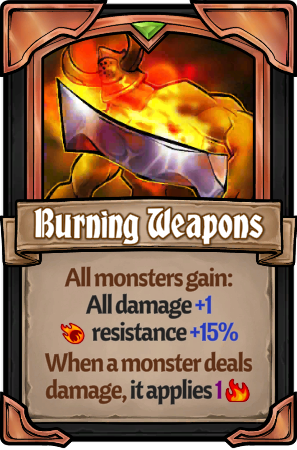 Burning Weapons
All monsters gain:
All damage +1
resistance +15%
When a monster deals
damage, it applies 1